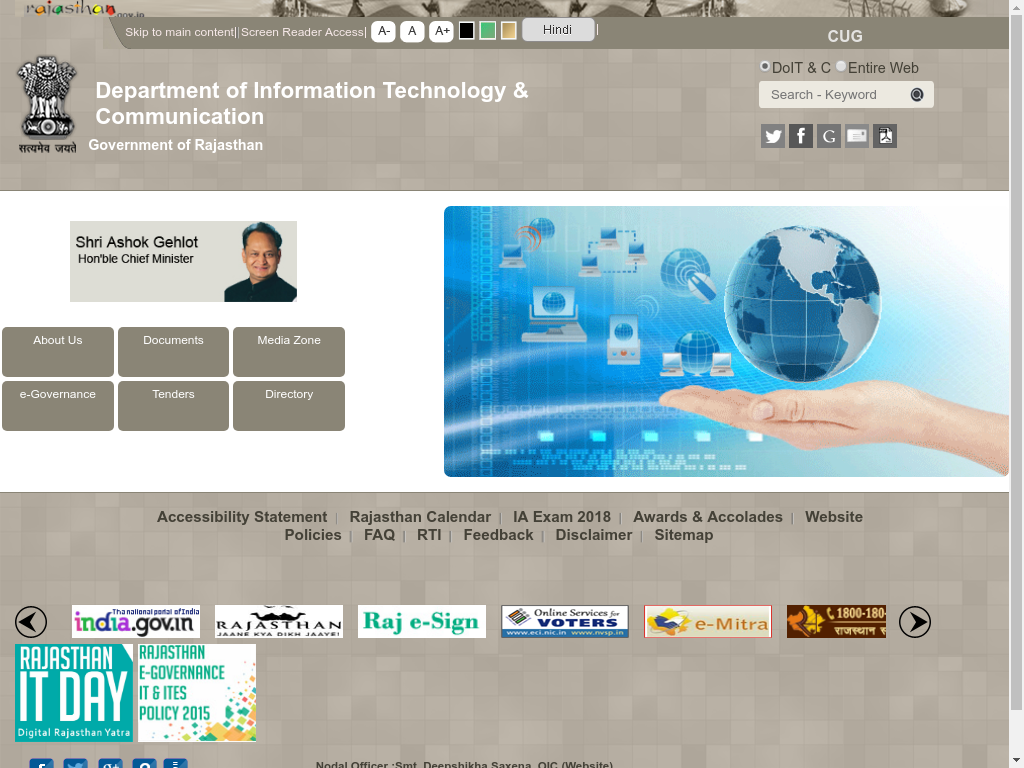 rajasthan
.gov.in
Skip to main content|
|Screen Reader Access|
A-
A
A+
Hindi
|
CUG
DoIT & C
Entire Web
Search - Keyword
Department of Information Technology &
Communication
Government of Rajasthan
सत्यमेव जयते
Shri Ashok Gehlot
Hon'ble Chief Minister
About Us
Documents
Media Zone
e-Governance
Tenders
Directory
Accessibility Statement | Rajasthan Calendar | IA Exam 2018 | Awards & Accolades | Website
Policies | FAQ | RTI | Feedback | Disclaimer | Sitemap
The national portal of India
india.gov.in
RAJASTHAN
JAANE KYA DIKH JAAYE!
Raj e-Sign
Online Services for
VOTERS
www.eci.nic.in www.nvsp.in
e-Mitra
1800-180-
राजस्थान
RAJASTHAN
IT DAY
Digital Rajasthan Yatra
RAJASTHAN
E-GOVERNANCE
IT & ITES
POLICY 2015
Nodal Officer :Smt. Deepshikha Saxena, OIC (Website)